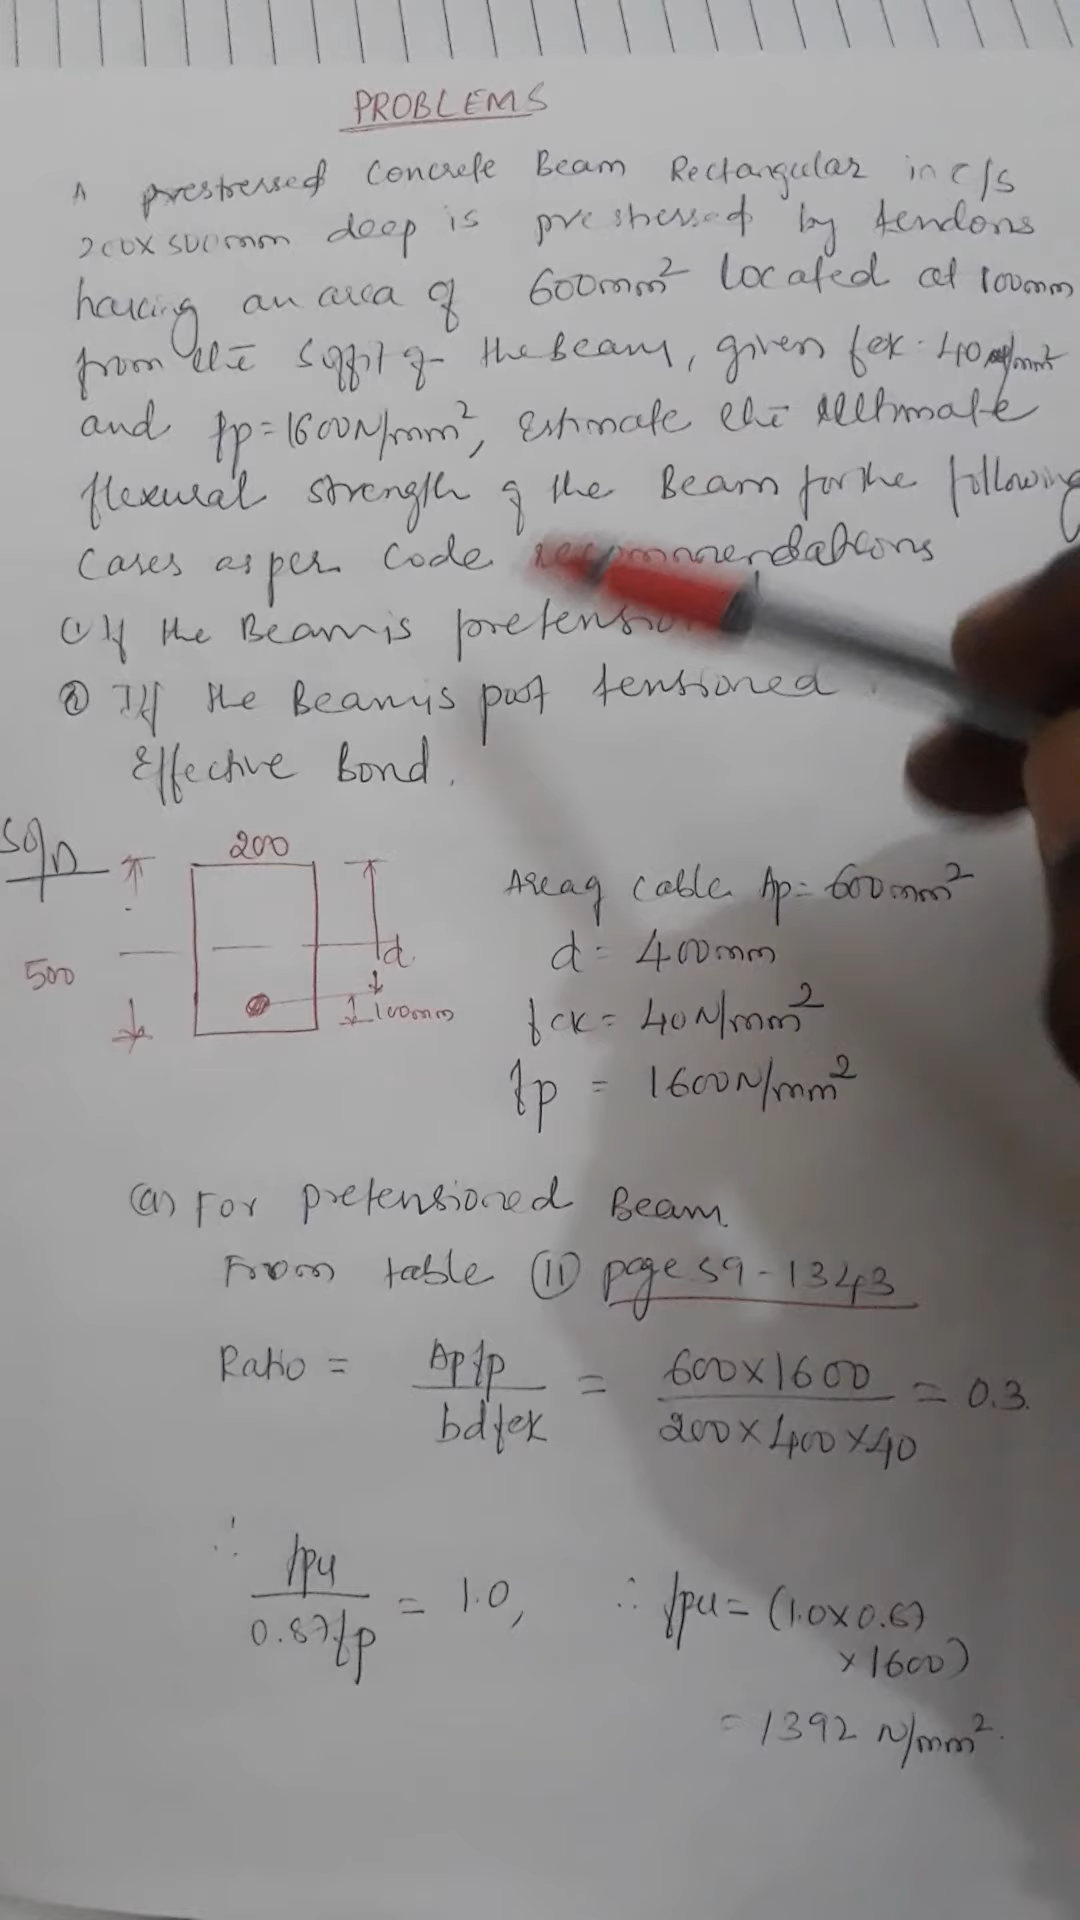 PROBLEMS
A prestressed Concrete Beam Rectangular in c/s
200x500mm deep is prestressed by tendons
having an area of 600mm² located at 100mm
from the soffit of the Beam, given fck = 40 N/mm²
and fp = 1600N/mm², Estimate the ultimate
flexural strength of the Beam for the following
Cases as per Code recommendations
① If the Beam is pretensio
② If the Beam is post tensioned
Effective Bond.
Soln
200
500
d
100mm
Area of cable Ap = 600mm²
d = 400mm
fck = 40N/mm²
fp = 1600N/mm²
(a) For pretensioned Beam
From table (11) page 59 - 1343
Ratio = Apfp / bdfck = 600x1600 / 200x400x40 = 0.3
∴ fpu / 0.87fp = 1.0, ∴ fpu = (1.0x0.87
x1600)
= 1392 N/mm².